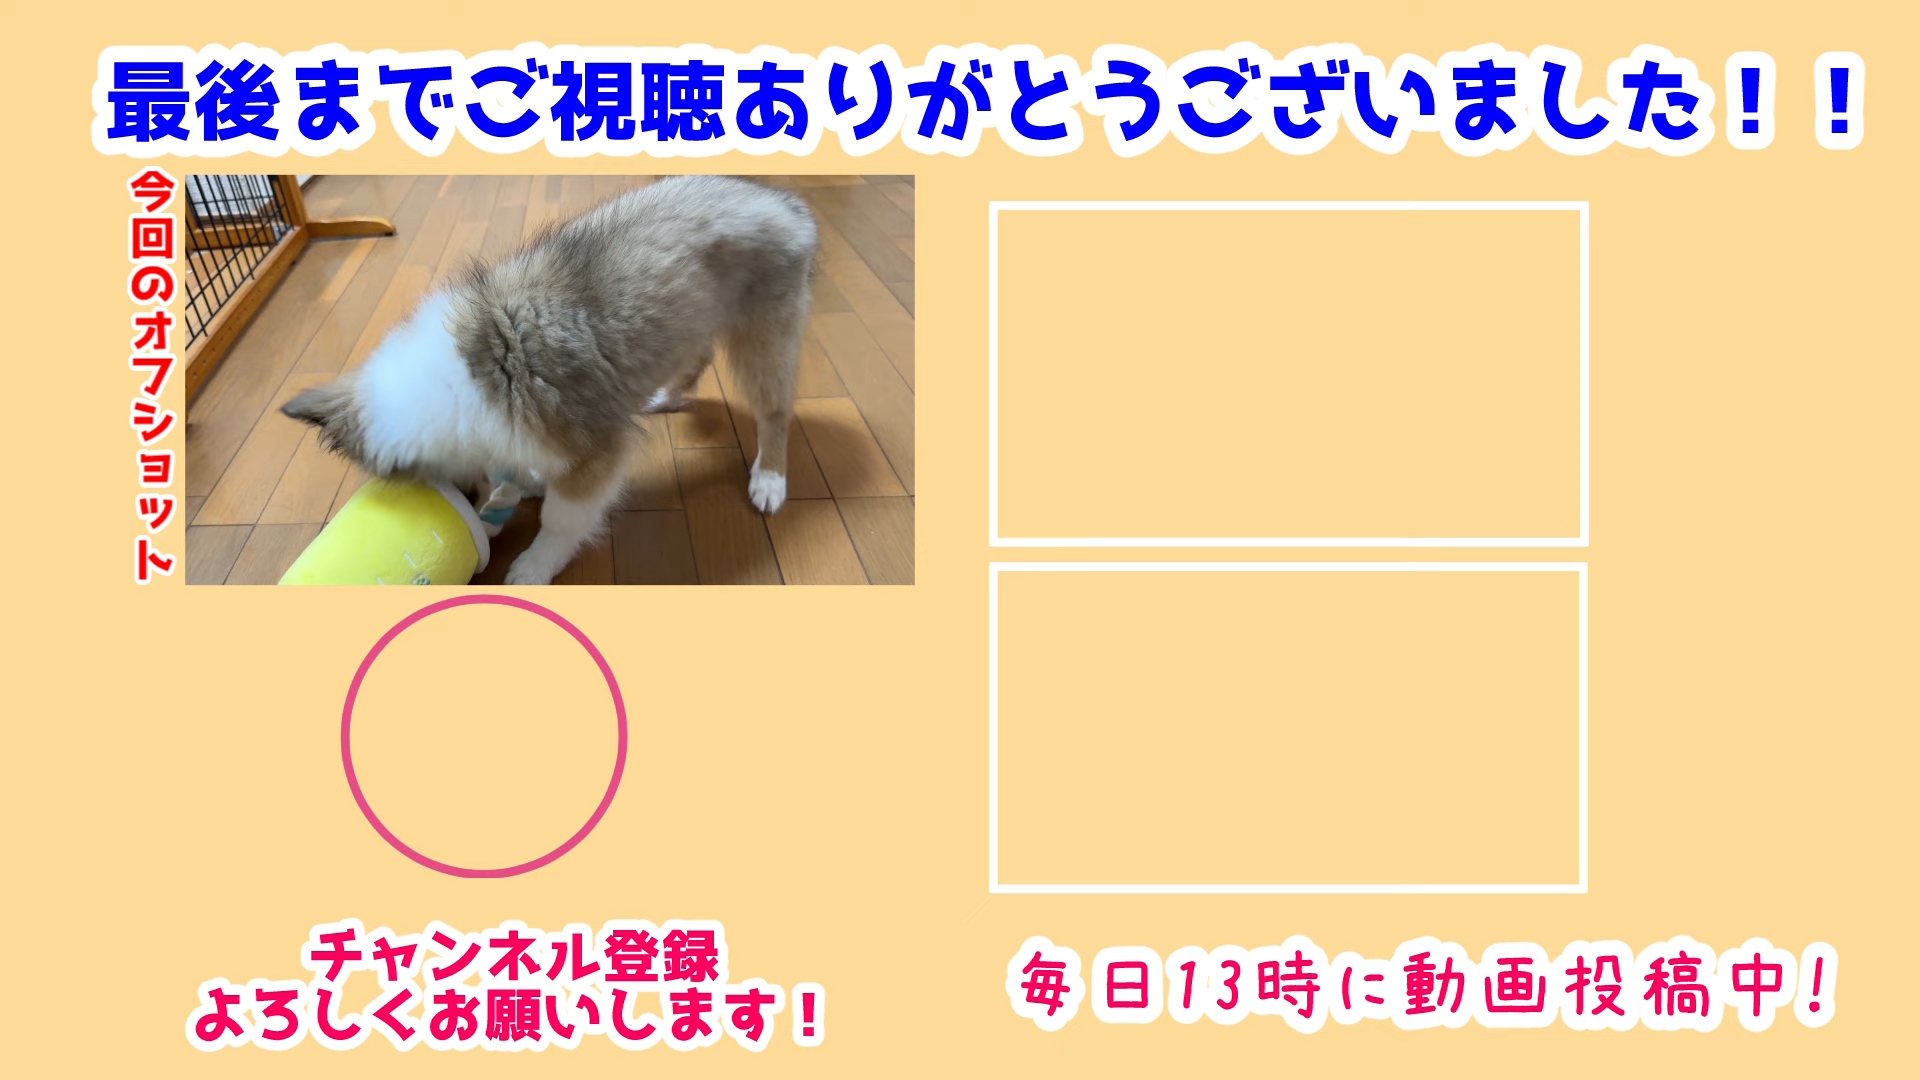 最後までご視聴ありがとうございました！！
今回のオフショット
チャンネル登録
よろしくお願いします！
毎日13時に動画投稿中！